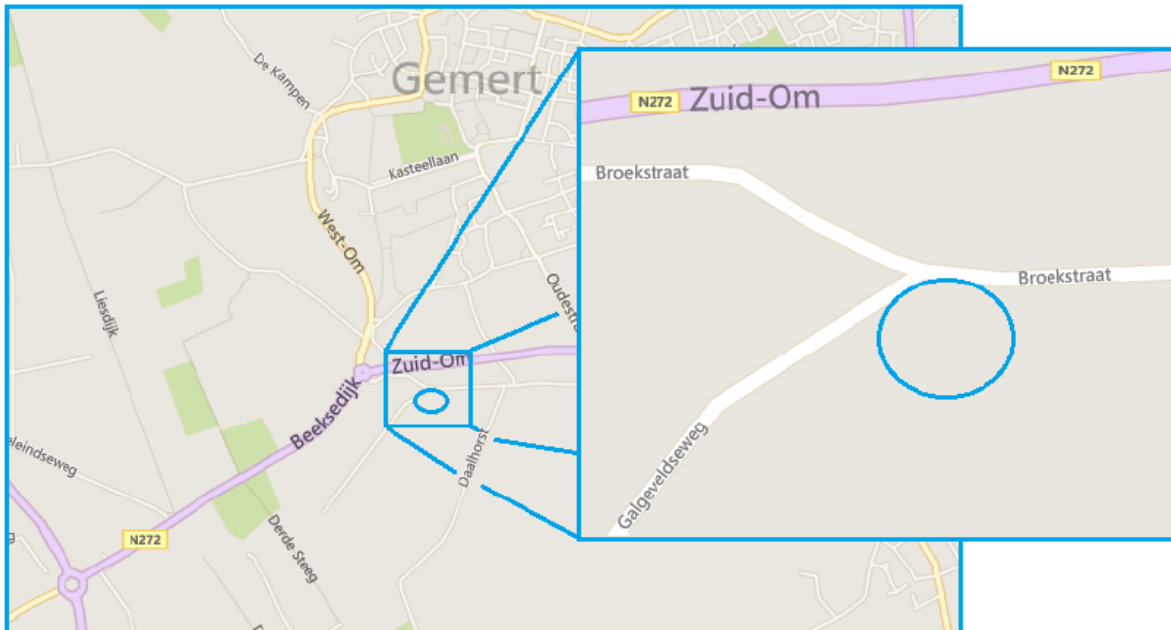 De Kampen
Gemert
Kasteellaan
West-Om
Liesdijk
Oudestra
Zuid-Om
Beeksedijk
eleindseweg
Daalhorst
N272
Derde Steeg
N272
Zuid-Om
N272
Broekstraat
Broekstraat
Galgeveldseweg